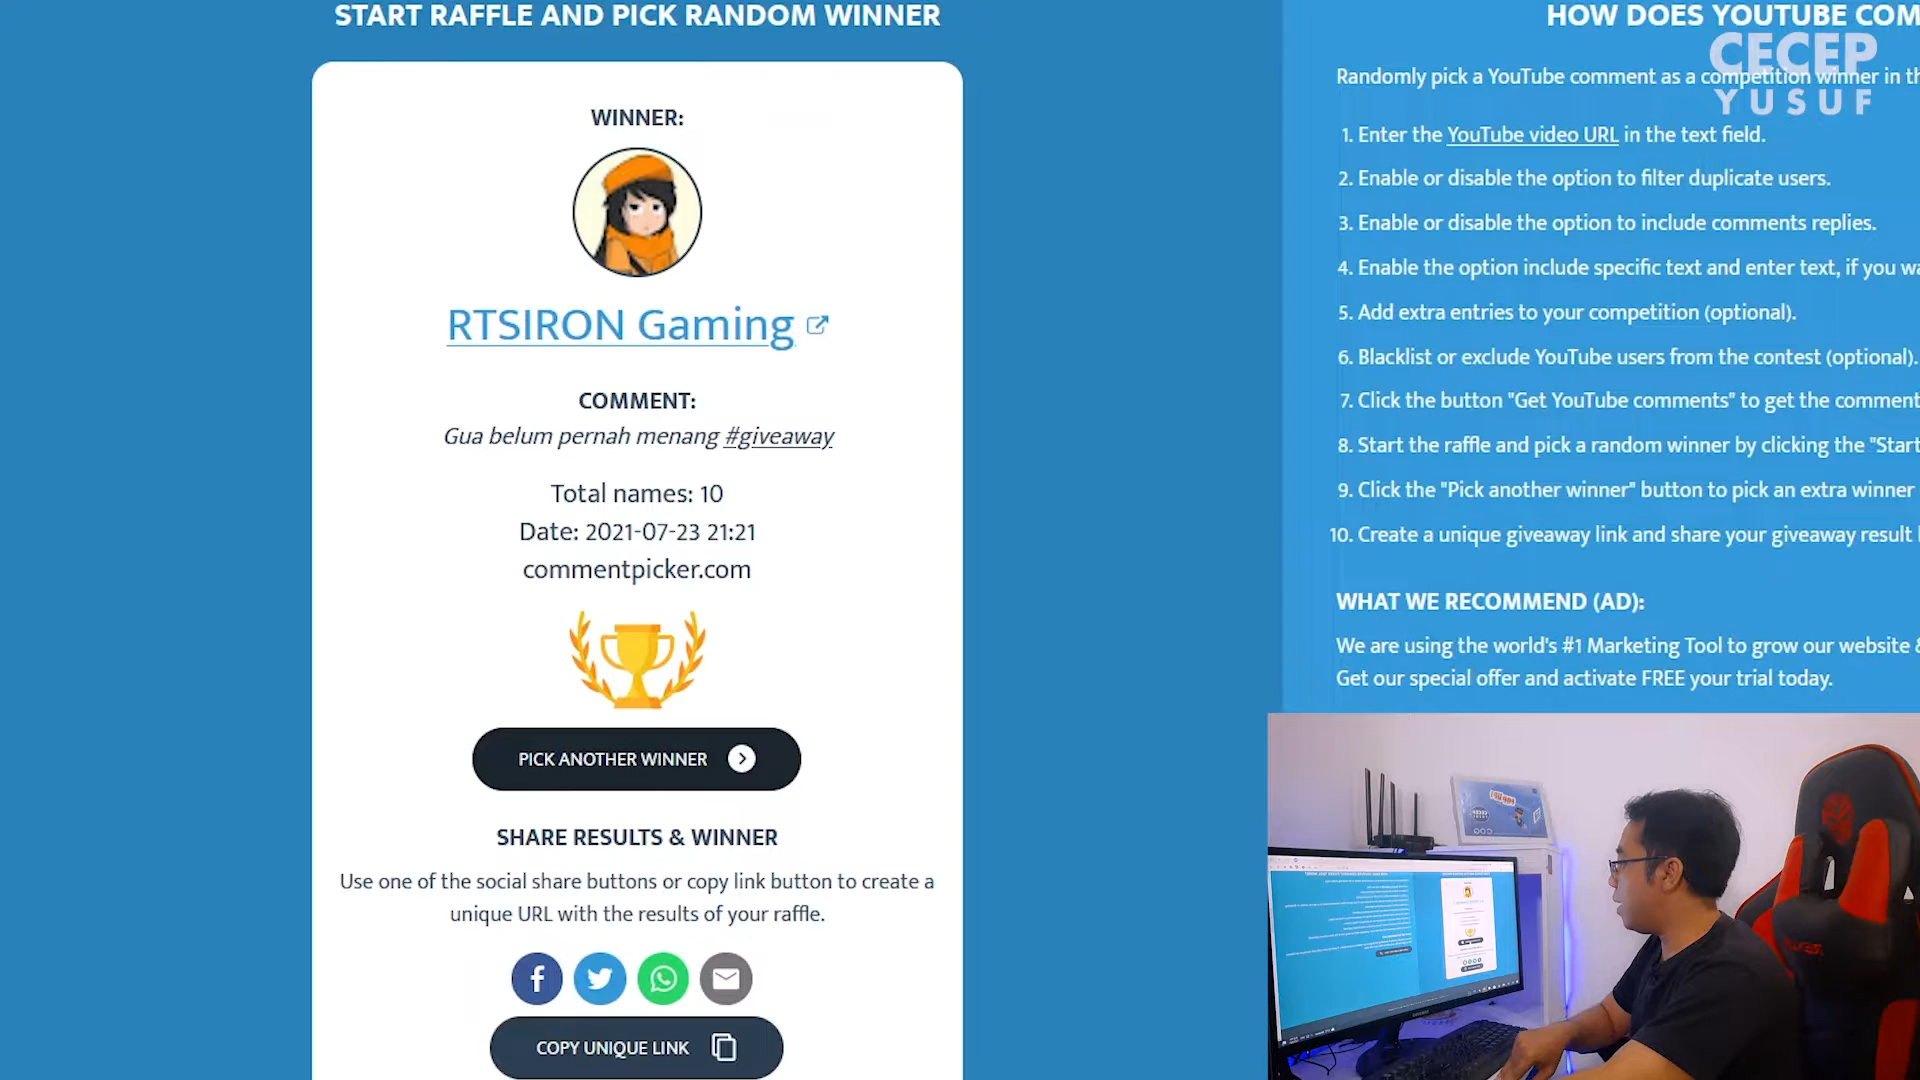 START RAFFLE AND PICK RANDOM WINNER
WINNER:
RTSIRON Gaming
COMMENT:
Gua belum pernah menang #giveaway
Total names: 10
Date: 2021-07-23 21:21
commentpicker.com
PICK ANOTHER WINNER
SHARE RESULTS & WINNER
Use one of the social share buttons or copy link button to create a
unique URL with the results of your raffle.
COPY UNIQUE LINK
HOW DOES YOUTUBE COM
CECEP
YUSUF
Randomly pick a YouTube comment as a competition winner in th
1. Enter the YouTube video URL in the text field.
2. Enable or disable the option to filter duplicate users.
3. Enable or disable the option to include comments replies.
4. Enable the option include specific text and enter text, if you wa
5. Add extra entries to your competition (optional).
6. Blacklist or exclude YouTube users from the contest (optional).
7. Click the button "Get YouTube comments" to get the comment
8. Start the raffle and pick a random winner by clicking the "Start
9. Click the "Pick another winner" button to pick an extra winner
10. Create a unique giveaway link and share your giveaway result
WHAT WE RECOMMEND (AD):
We are using the world's #1 Marketing Tool to grow our website &
Get our special offer and activate FREE your trial today.